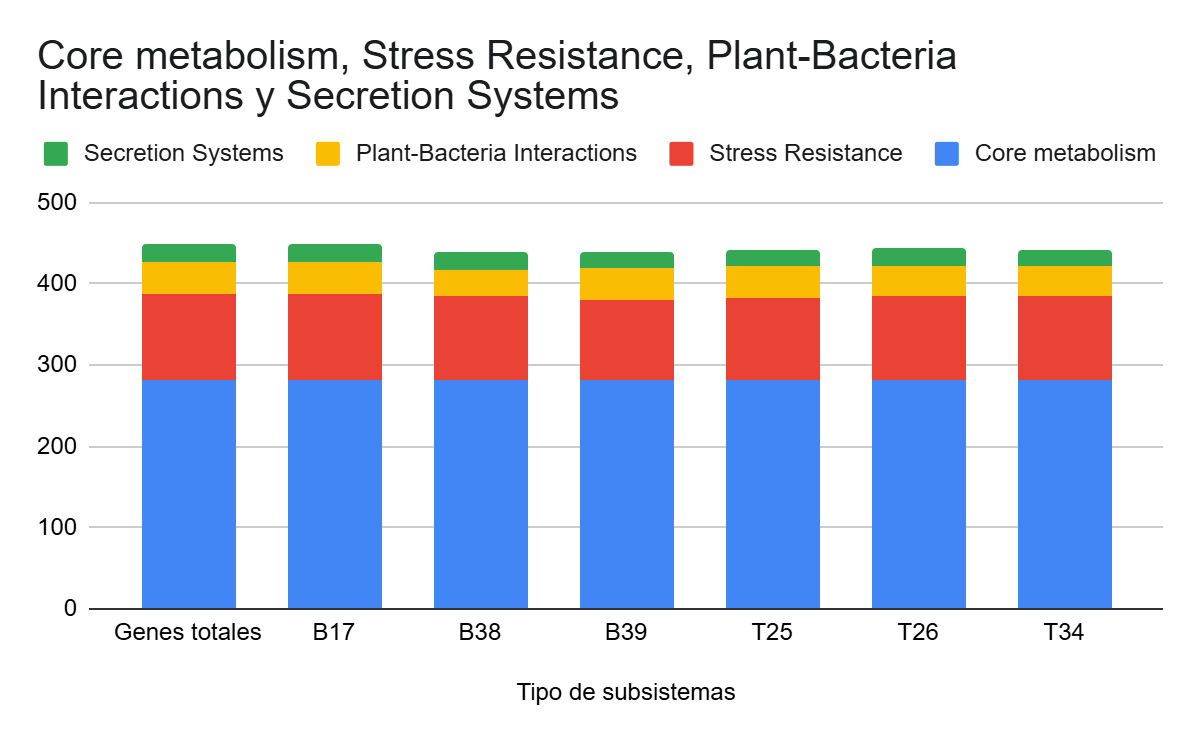 Core metabolism, Stress Resistance, Plant-Bacteria
Interactions y Secretion Systems
Secretion Systems Plant-Bacteria Interactions Stress Resistance Core metabolism
500
400
300
200
100
0
Genes totales B17 B38 B39 T25 T26 T34
Tipo de subsistemas